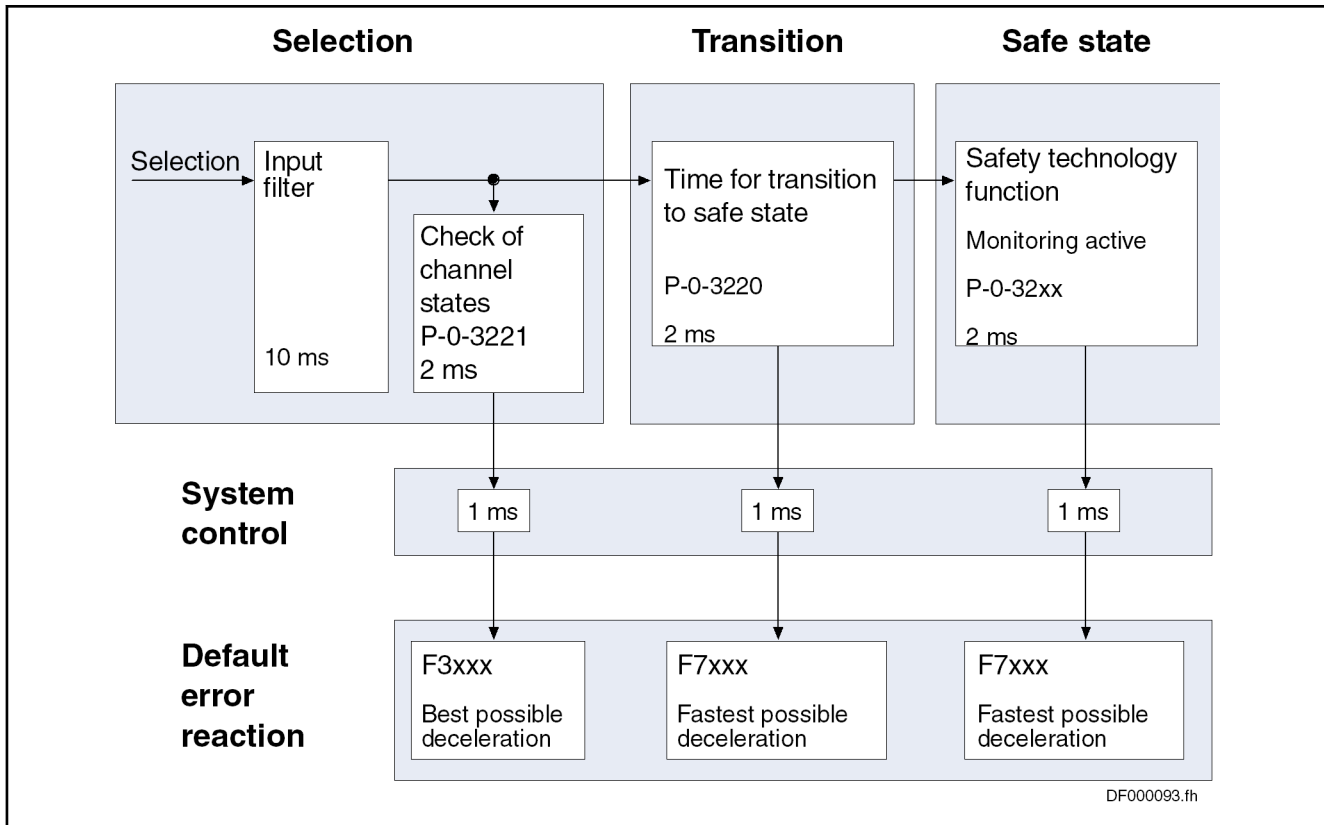 Selection
Transition
Safe state
Selection
Input
filter
10 ms
Check of
channel
states
P-0-3221
2 ms
Time for transition
to safe state
P-0-3220
2 ms
Safety technology
function
Monitoring active
P-0-32xx
2 ms
System
control
1 ms
1 ms
1 ms
Default
error
reaction
F3xxx
Best possible
deceleration
F7xxx
Fastest possible
deceleration
F7xxx
Fastest possible
deceleration
DF000093.fh